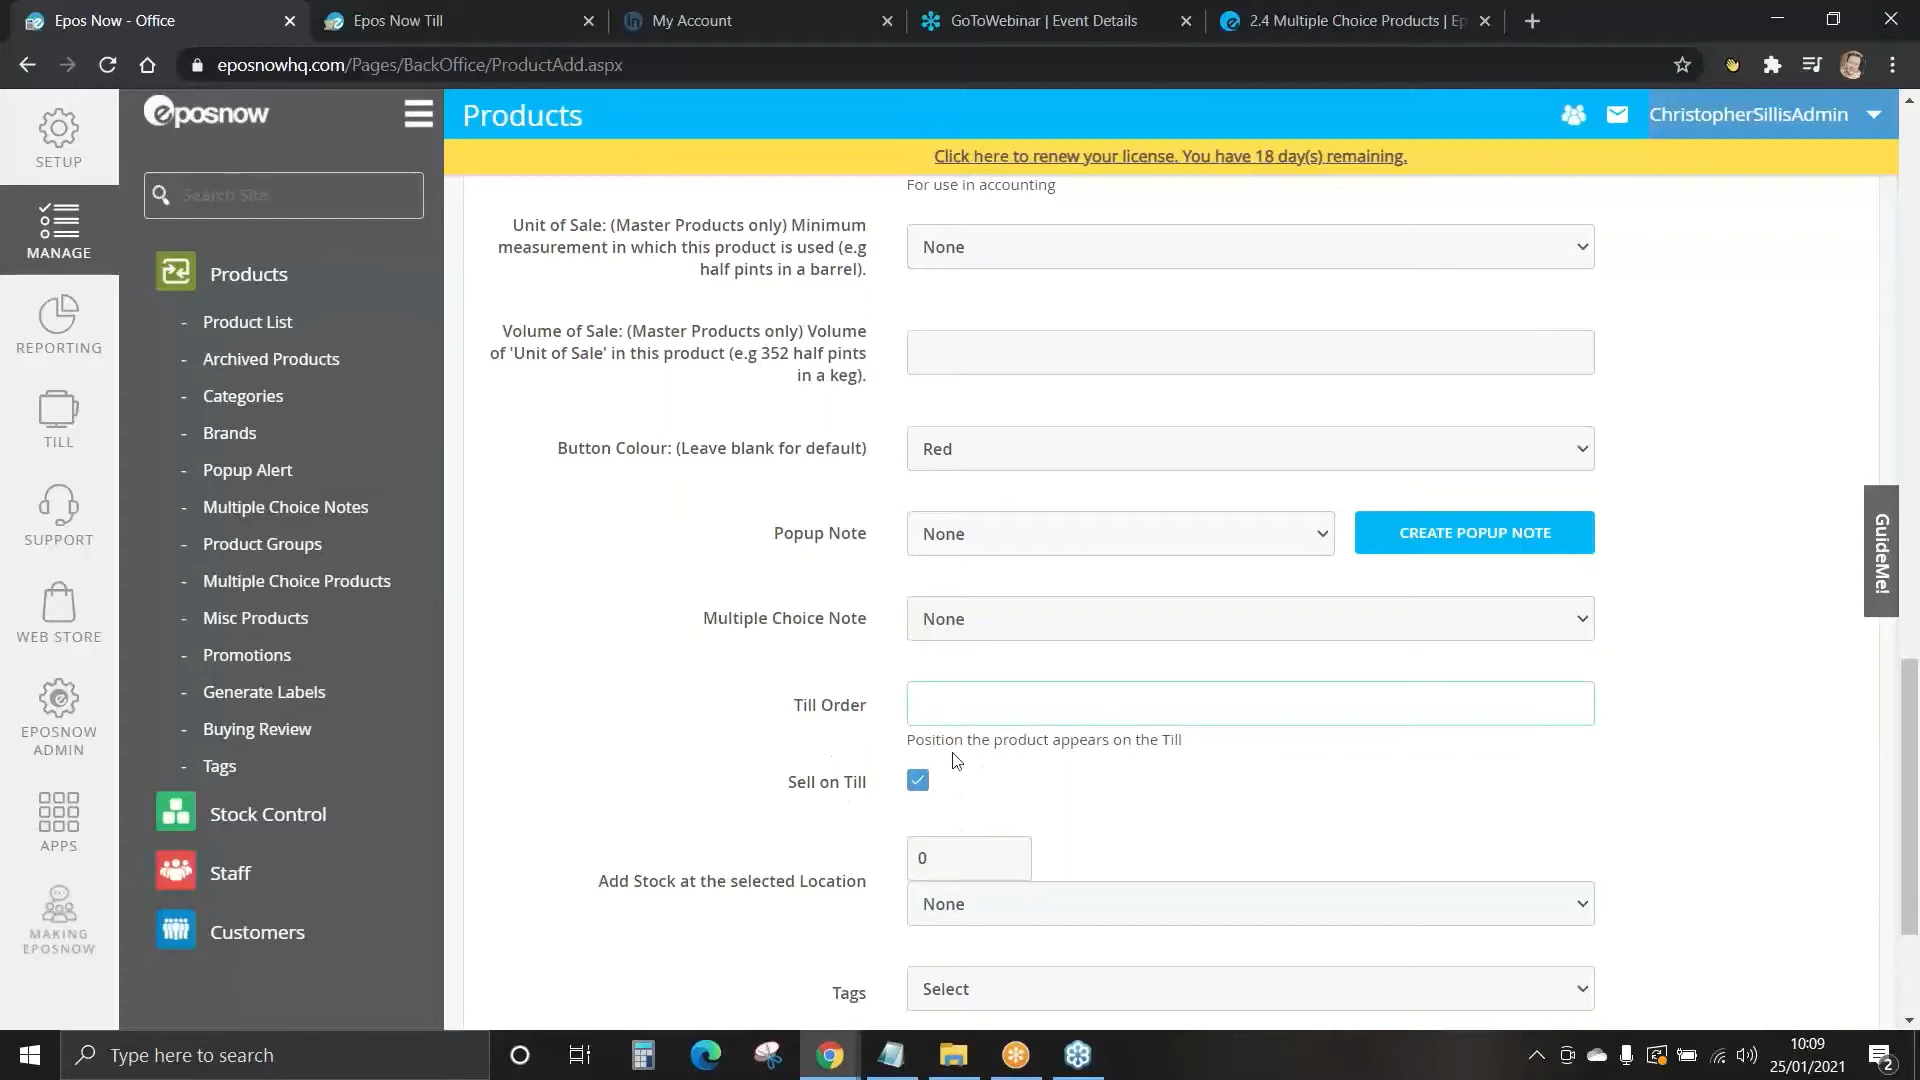 Epos Now - Office
Epos Now Till
My Account
GoToWebinar | Event Details
2.4 Multiple Choice Products | Ep
eposnowhq.com/Pages/BackOffice/ProductAdd.aspx
eposnow
Products
ChristopherSillisAdmin
Click here to renew your license. You have 18 day(s) remaining.
SETUP
MANAGE
REPORTING
TILL
SUPPORT
WEB STORE
EPOSNOW
ADMIN
APPS
MAKING
EPOSNOW
Search Site
Products
- Product List
- Archived Products
- Categories
- Brands
- Popup Alert
- Multiple Choice Notes
- Product Groups
- Multiple Choice Products
- Misc Products
- Promotions
- Generate Labels
- Buying Review
- Tags
Stock Control
Staff
Customers
For use in accounting
Unit of Sale: (Master Products only) Minimum
measurement in which this product is used (e.g
half pints in a barrel).
None
Volume of Sale: (Master Products only) Volume
of 'Unit of Sale' in this product (e.g 352 half pints
in a keg).
Button Colour: (Leave blank for default)
Red
Popup Note
None
CREATE POPUP NOTE
Multiple Choice Note
None
Till Order
Position the product appears on the Till
Sell on Till
Add Stock at the selected Location
0
None
Tags
Select
GuideMe!
Type here to search
10:09
25/01/2021
2